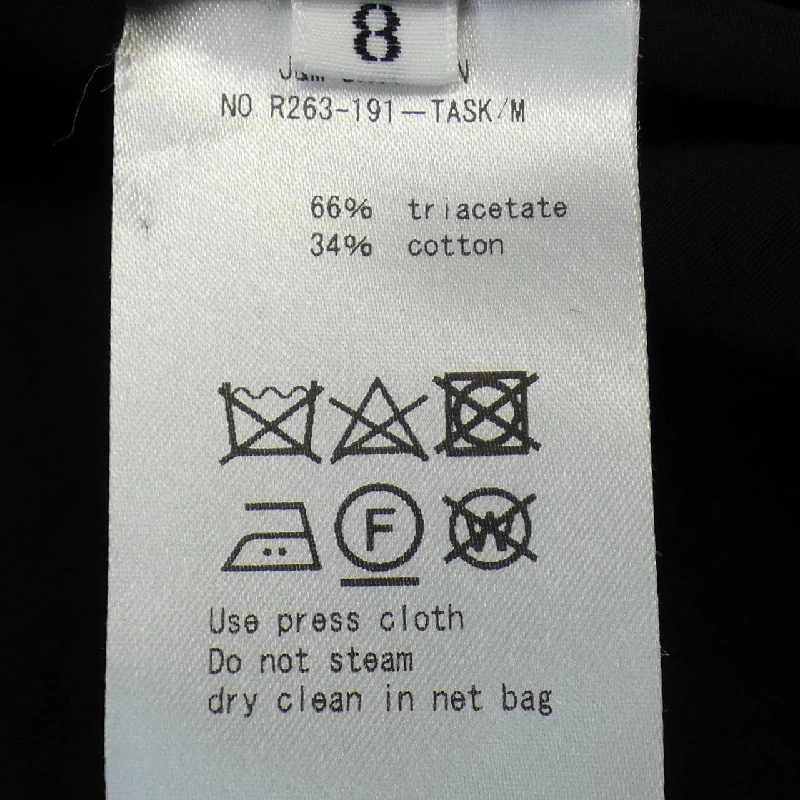 8
NO R263-191-TASK/M
66% triacetate
34% cotton
F
W
Use press cloth
Do not steam
dry clean in net bag